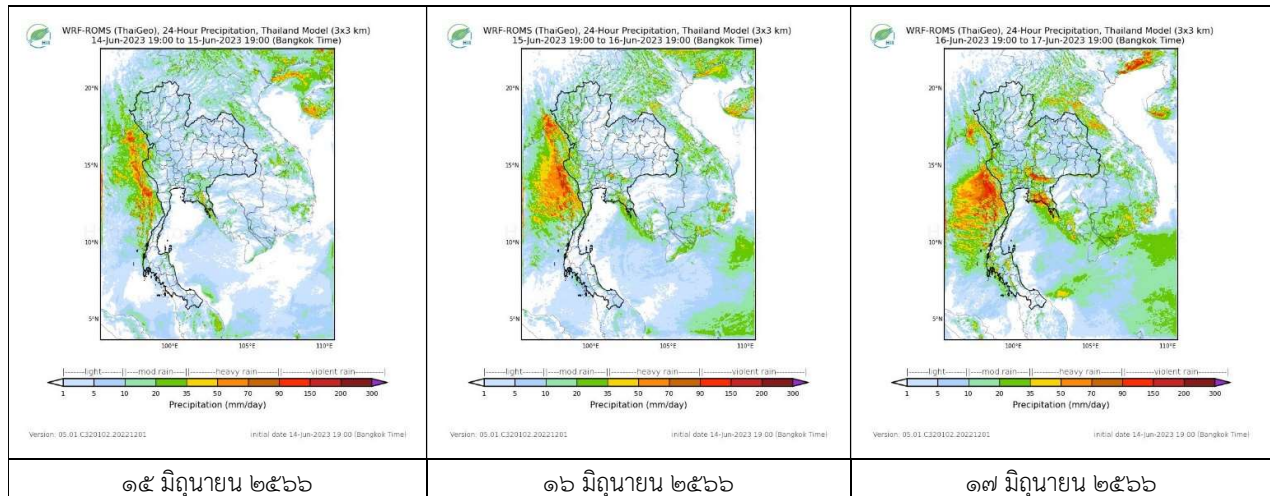 WRF-ROMS (ThaiGeo), 24-Hour Precipitation, Thailand Model (3x3 km)
14-Jun-2023 19:00 to 15-Jun-2023 19:00 (Bangkok Time)
20°N
15°N
10°N
5°N
100°E
105°E
110°E
|--------light-------||----mod rain----||---------heavy rain--------||----------violent rain---------|
1 5 10 20 35 50 70 90 150 200 300
Precipitation (mm/day)
Version: 05.01.C320102.20221201
initial date 14-Jun-2023 19:00 (Bangkok Time)
๑๕ มิถุนายน ๒๕๖๖
WRF-ROMS (ThaiGeo), 24-Hour Precipitation, Thailand Model (3x3 km)
15-Jun-2023 19:00 to 16-Jun-2023 19:00 (Bangkok Time)
20°N
15°N
10°N
5°N
100°E
105°E
110°E
|--------light-------||----mod rain----||---------heavy rain--------||----------violent rain---------|
1 5 10 20 35 50 70 90 150 200 300
Precipitation (mm/day)
Version: 05.01.C320102.20221201
initial date 14-Jun-2023 19:00 (Bangkok Time)
๑๖ มิถุนายน ๒๕๖๖
WRF-ROMS (ThaiGeo), 24-Hour Precipitation, Thailand Model (3x3 km)
16-Jun-2023 19:00 to 17-Jun-2023 19:00 (Bangkok Time)
20°N
15°N
10°N
5°N
100°E
105°E
110°E
|--------light-------||----mod rain----||---------heavy rain--------||----------violent rain---------|
1 5 10 20 35 50 70 90 150 200 300
Precipitation (mm/day)
Version: 05.01.C320102.20221201
initial date 14-Jun-2023 19:00 (Bangkok Time)
๑๗ มิถุนายน ๒๕๖๖